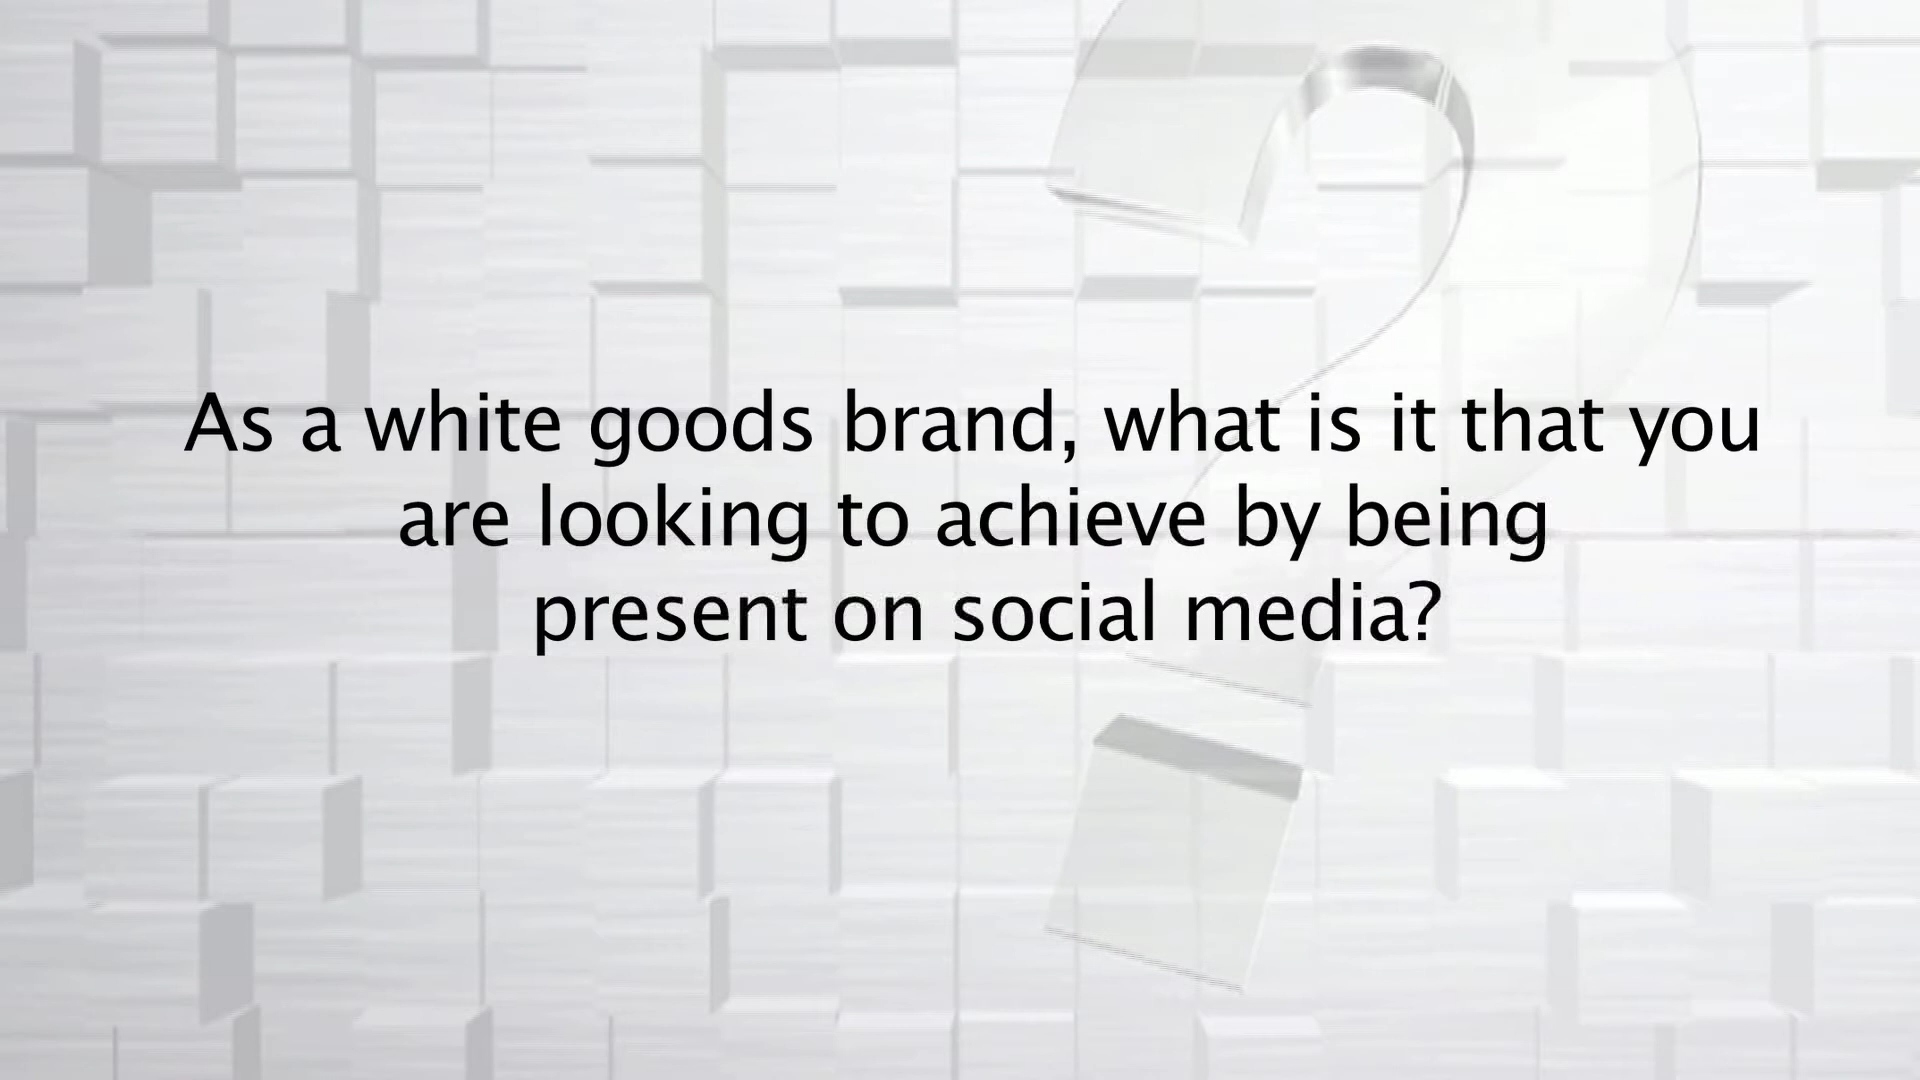 As a white goods brand, what is it that you
are looking to achieve by being
present on social media?